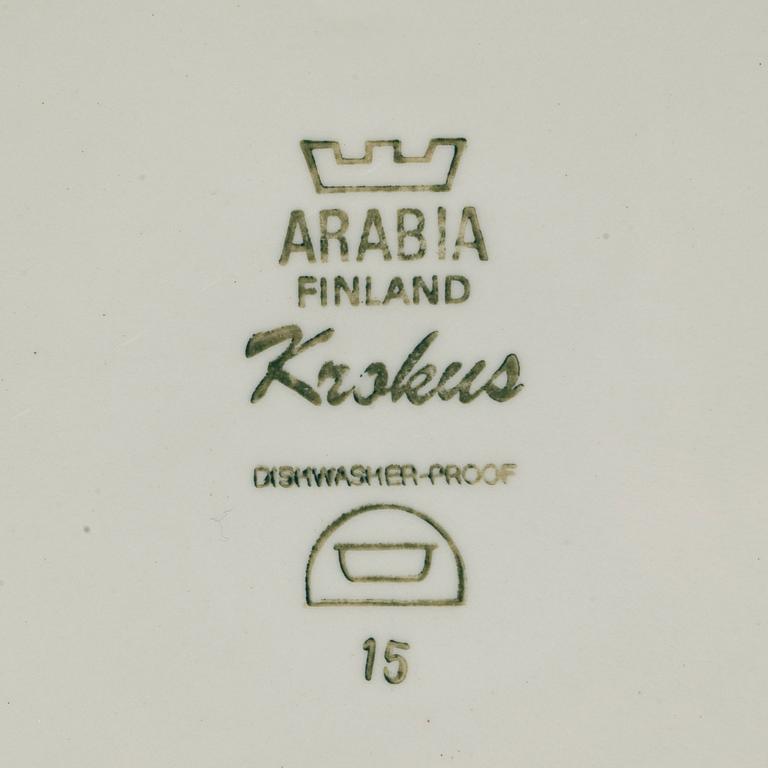 ARABIA
FINLAND
Krokus
DISHWASHER-PROOF
15